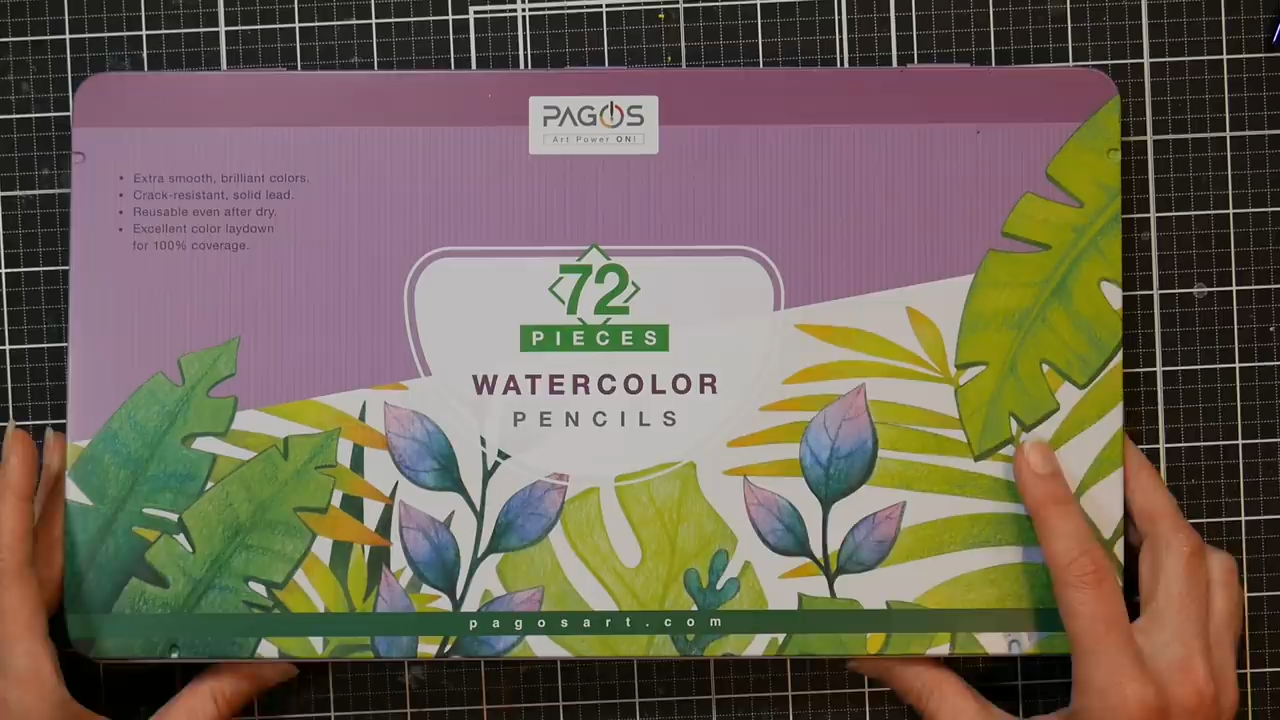 PAGOS
Art Power ON!
• Extra smooth, brilliant colors.
• Crack-resistant, solid lead.
• Reusable even after dry.
• Excellent color laydown
for 100% coverage.
72
PIECES
WATERCOLOR
PENCILS
pagosart.com